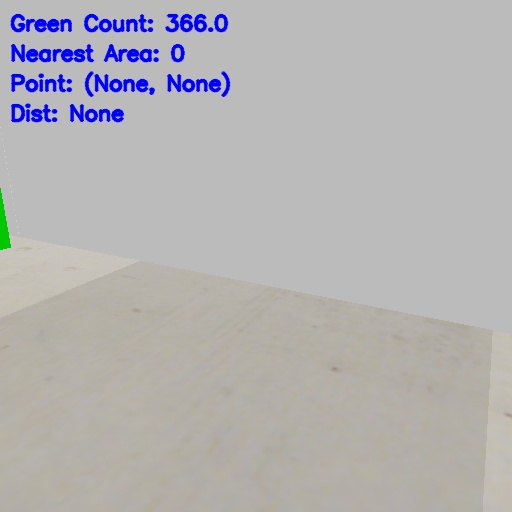 Green Count: 366.0
Nearest Area: 0
Point: (None, None)
Dist: None